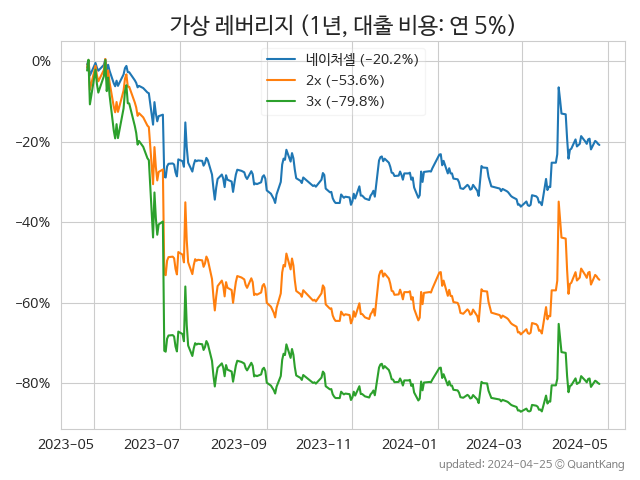 가상 레버리지 (1년, 대출 비용: 연 5%)
네이처셀 (−20.2%)
2x (−53.6%)
3x (−79.8%)
0%
−20%
−40%
−60%
−80%
2023-05 2023-07 2023-09 2023-11 2024-01 2024-03 2024-05
updated: 2024-04-25 © QuantKang